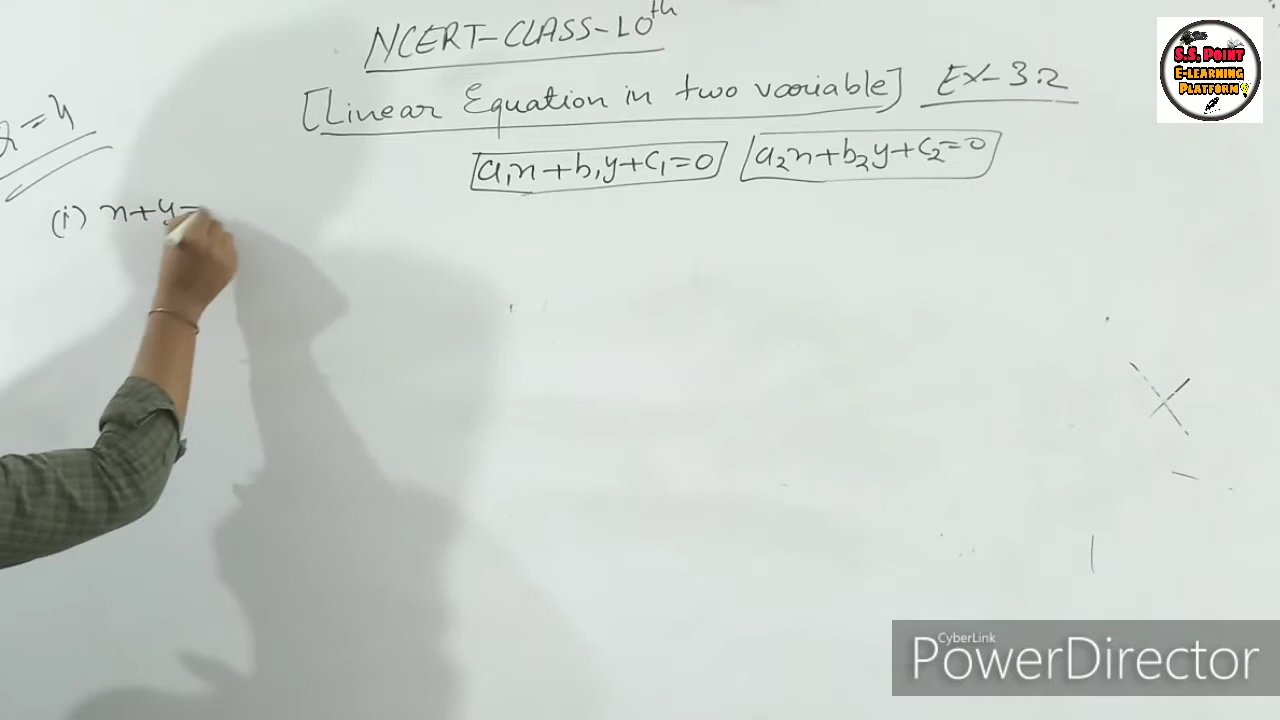 NCERT-CLASS-10th
[Linear Equation in two variable] EX-3.2
a1x+b1y+c1=0 a2x+b2y+c2=0
=4
(i) x+y=
S.S. POINT
E-LEARNING
PLATFORM
CyberLink
PowerDirector